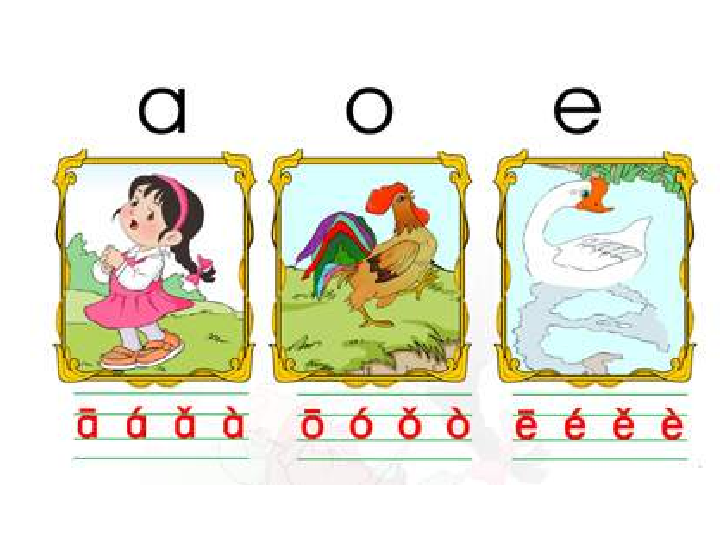 a o e
ā á ǎ à ō ó ǒ ò ē é ě è